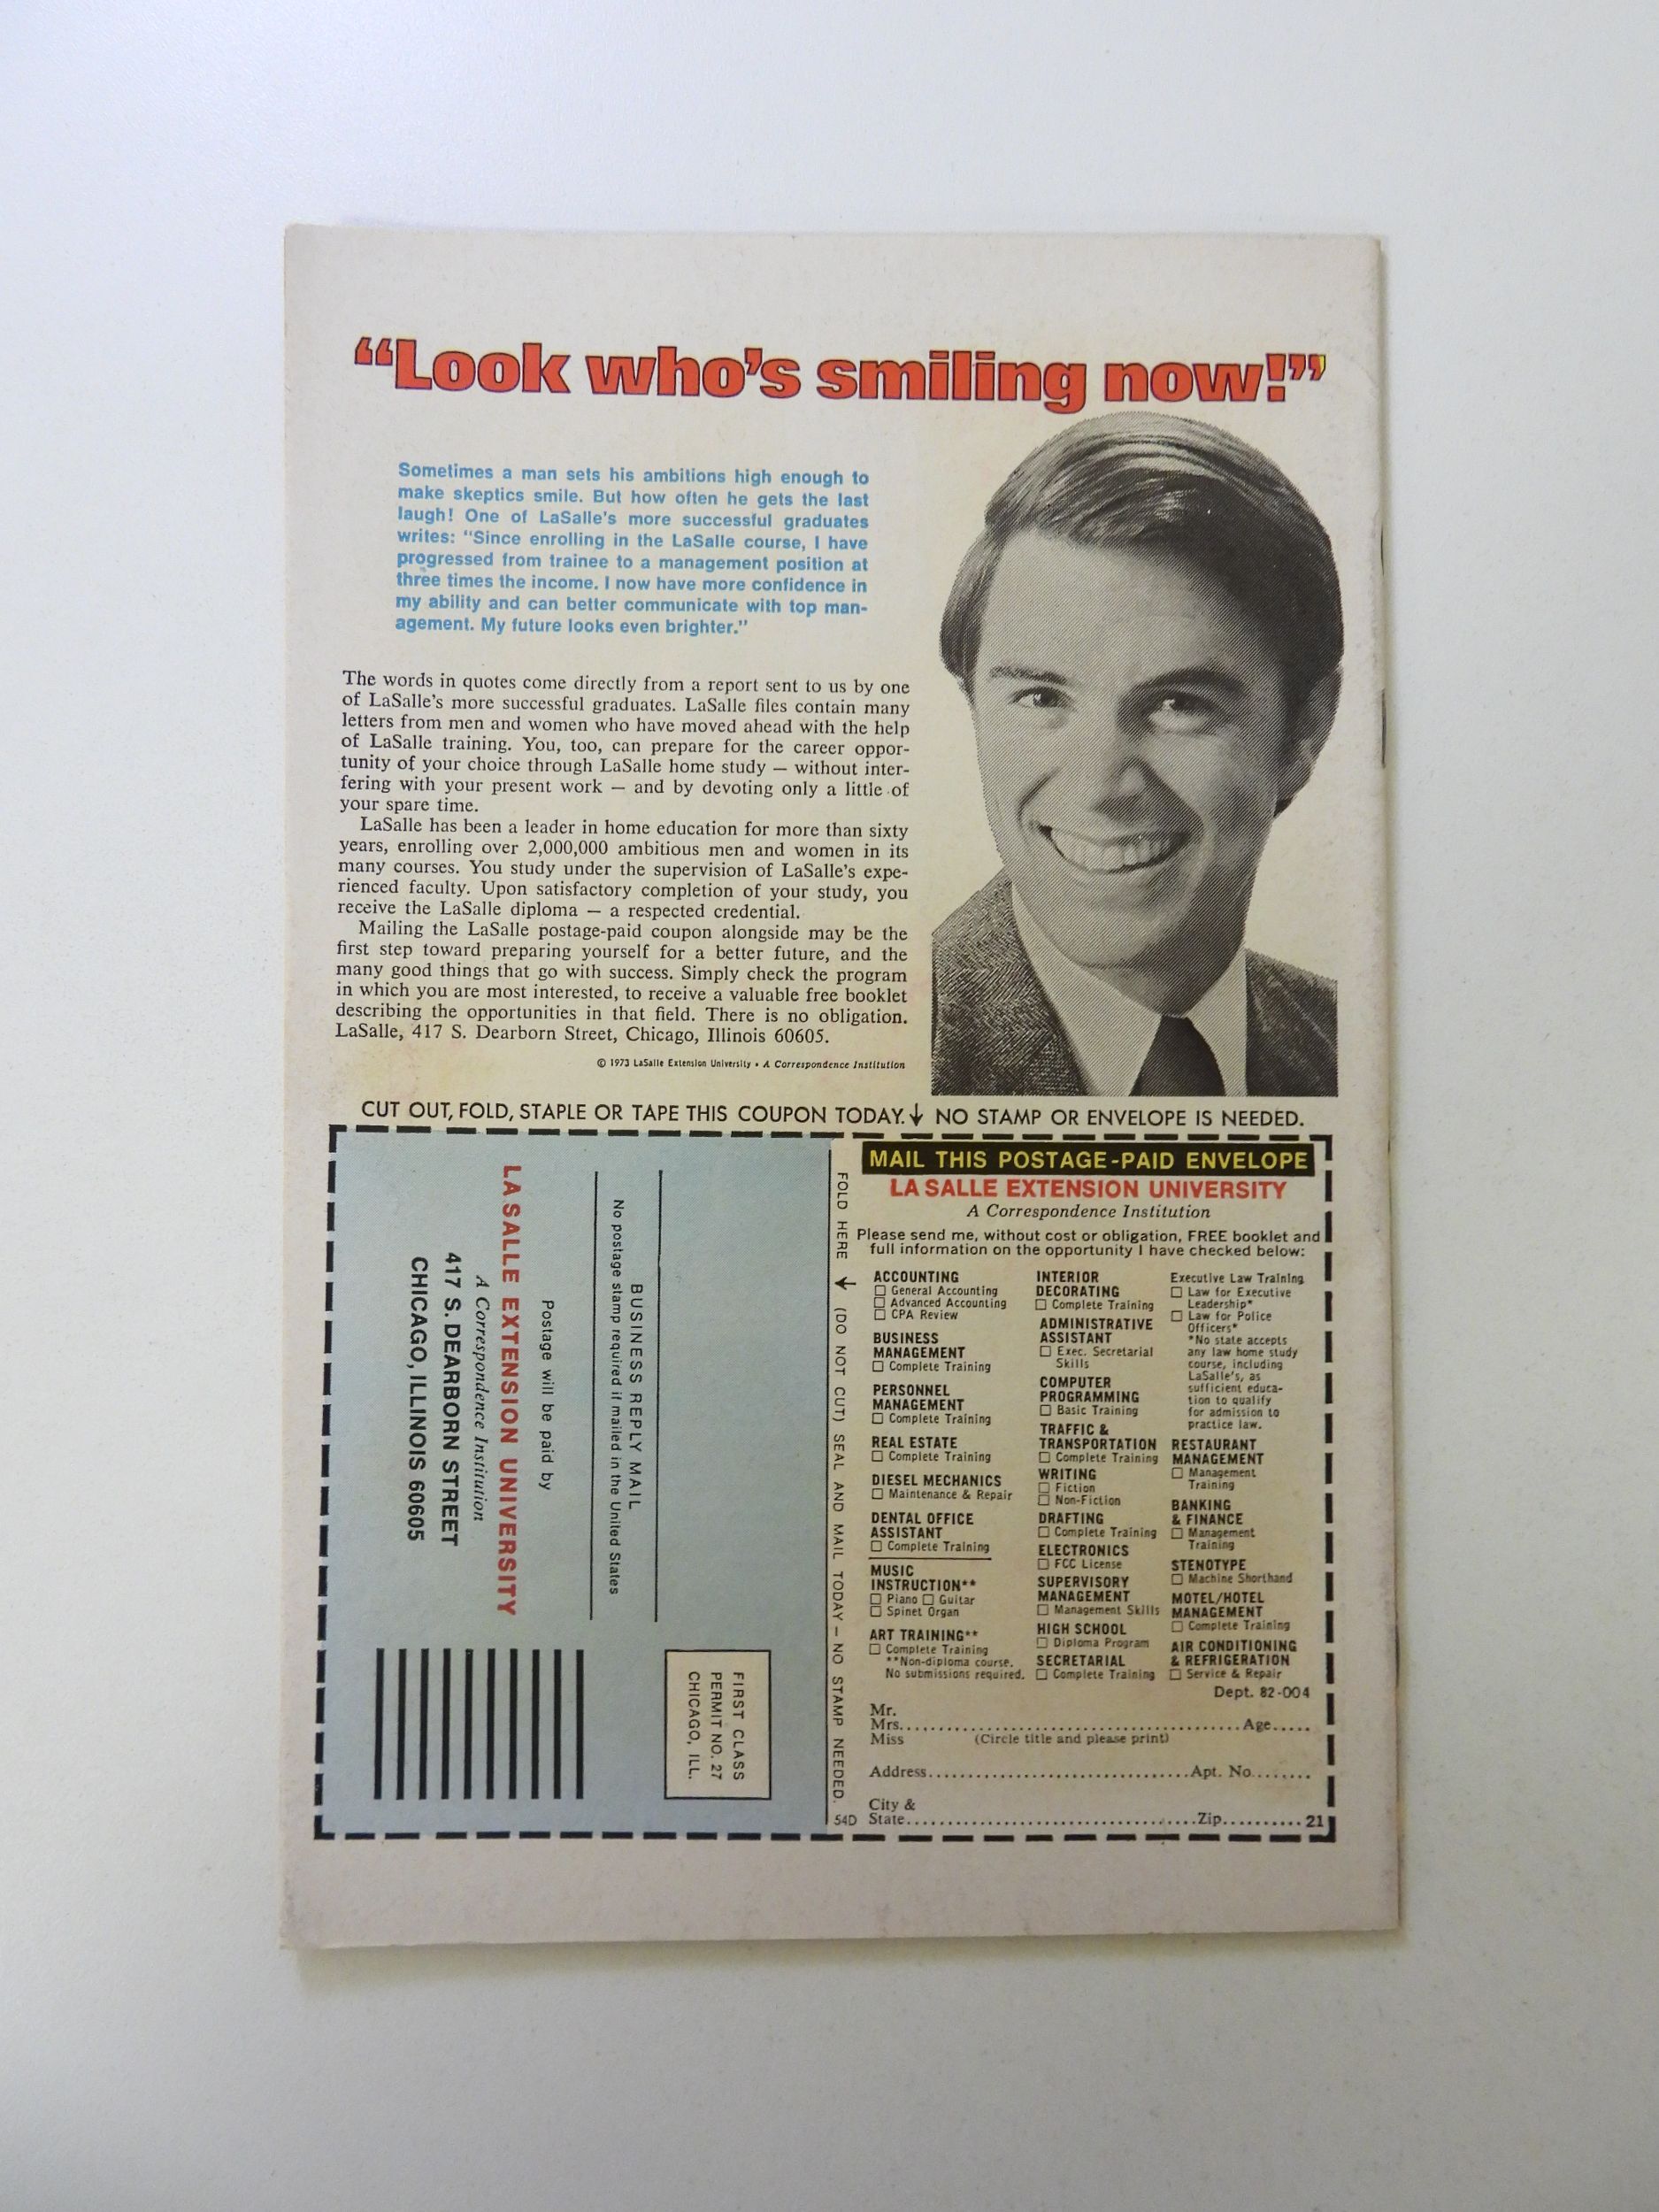 “Look who’s smiling now!”
Sometimes a man sets his ambitions high enough to
make skeptics smile. But how often he gets the last
laugh! One of LaSalle's more successful graduates
writes: "Since enrolling in the LaSalle course, I have
progressed from trainee to a management position at
three times the income. I now have more confidence in
my ability and can better communicate with top man-
agement. My future looks even brighter."
The words in quotes come directly from a report sent to us by one
of LaSalle's more successful graduates. LaSalle files contain many
letters from men and women who have moved ahead with the help
of LaSalle training. You, too, can prepare for the career oppor-
tunity of your choice through LaSalle home study — without inter-
fering with your present work — and by devoting only a little of
your spare time.
LaSalle has been a leader in home education for more than sixty
years, enrolling over 2,000,000 ambitious men and women in its
many courses. You study under the supervision of LaSalle's expe-
rienced faculty. Upon satisfactory completion of your study, you
receive the LaSalle diploma — a respected credential.
Mailing the LaSalle postage-paid coupon alongside may be the
first step toward preparing yourself for a better future, and the
many good things that go with success. Simply check the program
in which you are most interested, to receive a valuable free booklet
describing the opportunities in that field. There is no obligation.
LaSalle, 417 S. Dearborn Street, Chicago, Illinois 60605.
© 1973 LaSalle Extension University • A Correspondence Institution
CUT OUT, FOLD, STAPLE OR TAPE THIS COUPON TODAY. ↓ NO STAMP OR ENVELOPE IS NEEDED.
FIRST CLASS
PERMIT NO. 27
CHICAGO, ILL.
BUSINESS REPLY MAIL
No postage stamp required if mailed in the United States
Postage will be paid by
LASALLE EXTENSION UNIVERSITY
A Correspondence Institution
417 S. DEARBORN STREET
CHICAGO, ILLINOIS 60605
FOLD HERE ↓ (DO NOT CUT) SEAL AND MAIL TODAY — NO STAMP NEEDED.
54D
MAIL THIS POSTAGE-PAID ENVELOPE
LA SALLE EXTENSION UNIVERSITY
A Correspondence Institution
Please send me, without cost or obligation, FREE booklet and
full information on the opportunity I have checked below:
ACCOUNTING
☐ General Accounting
☐ Advanced Accounting
☐ CPA Review
BUSINESS
MANAGEMENT
☐ Complete Training
PERSONNEL
MANAGEMENT
☐ Complete Training
REAL ESTATE
☐ Complete Training
DIESEL MECHANICS
☐ Maintenance & Repair
DENTAL OFFICE
ASSISTANT
☐ Complete Training
MUSIC
INSTRUCTION**
☐ Piano ☐ Guitar
☐ Spinet Organ
ART TRAINING**
☐ Complete Training
**Non-diploma course.
No submissions required.
INTERIOR
DECORATING
☐ Complete Training
ADMINISTRATIVE
ASSISTANT
☐ Exec. Secretarial
Skills
COMPUTER
PROGRAMMING
☐ Basic Training
TRAFFIC &
TRANSPORTATION
☐ Complete Training
WRITING
☐ Fiction
☐ Non-Fiction
DRAFTING
☐ Complete Training
ELECTRONICS
☐ FCC License
SUPERVISORY
MANAGEMENT
☐ Management Skills
HIGH SCHOOL
☐ Diploma Program
SECRETARIAL
☐ Complete Training
Executive Law Training
☐ Law for Executive
Leadership*
☐ Law for Police
Officers*
*No state accepts
any law home study
course, including
LaSalle's, as
sufficient educa-
tion to qualify
for admission to
practice law.
RESTAURANT
MANAGEMENT
☐ Management
Training
BANKING
& FINANCE
☐ Management
Training
STENOTYPE
☐ Machine Shorthand
MOTEL/HOTEL
MANAGEMENT
☐ Complete Training
AIR CONDITIONING
& REFRIGERATION
☐ Service & Repair
Dept. 82-004
Mr.
Mrs. Age
Miss (Circle title and please print)
Address Apt. No.
City &
State Zip 21